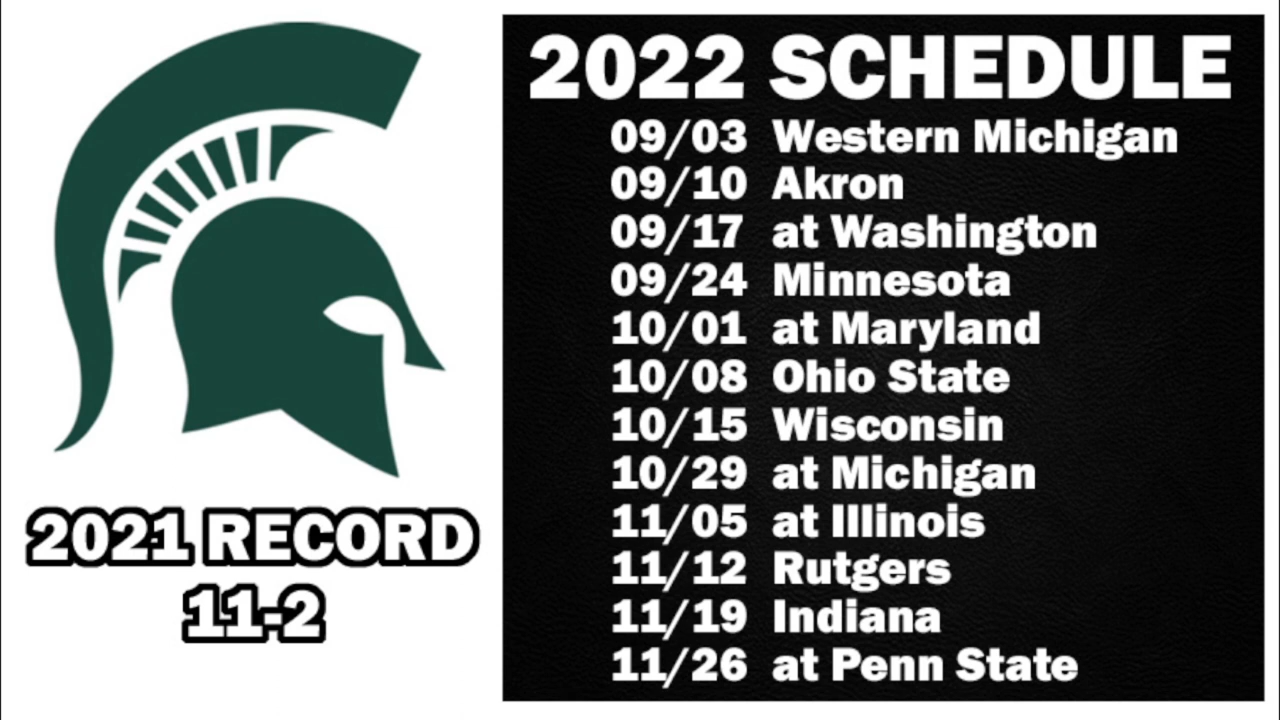 2021 RECORD
11-2
2022 SCHEDULE
09/03 Western Michigan
09/10 Akron
09/17 at Washington
09/24 Minnesota
10/01 at Maryland
10/08 Ohio State
10/15 Wisconsin
10/29 at Michigan
11/05 at Illinois
11/12 Rutgers
11/19 Indiana
11/26 at Penn State